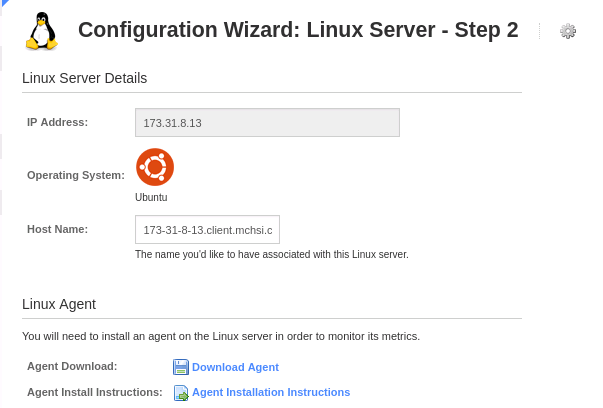 Configuration Wizard: Linux Server - Step 2
Linux Server Details
IP Address: 173.31.8.13
Operating System:
Ubuntu
Host Name: 173-31-8-13.client.mchsi.c
The name you'd like to have associated with this Linux server.
Linux Agent
You will need to install an agent on the Linux server in order to monitor its metrics.
Agent Download: Download Agent
Agent Install Instructions: Agent Installation Instructions